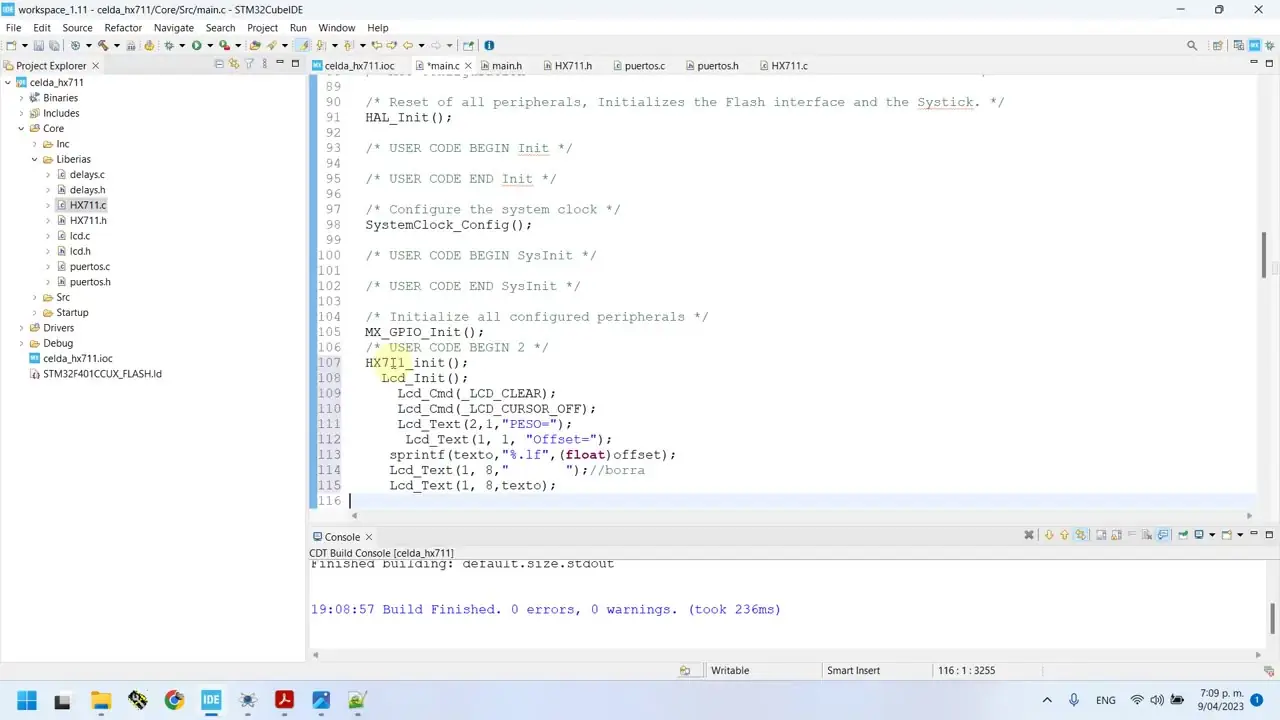 workspace_1.11 - celda_hx711/Core/Src/main.c - STM32CubeIDE
File Edit Source Refactor Navigate Search Project Run Window Help
Project Explorer
celda_hx711.ioc *main.c main.h HX711.h puertos.c puertos.h HX711.c
celda_hx711
Binaries
Includes
Core
Inc
Liberias
delays.c
delays.h
HX711.c
HX711.h
lcd.c
lcd.h
puertos.c
puertos.h
Src
Startup
Drivers
Debug
celda_hx711.ioc
STM32F401CCUX_FLASH.ld
89
90 /* Reset of all peripherals, Initializes the Flash interface and the Systick. */
91 HAL_Init();
92
93 /* USER CODE BEGIN Init */
94
95 /* USER CODE END Init */
96
97 /* Configure the system clock */
98 SystemClock_Config();
99
100 /* USER CODE BEGIN SysInit */
101
102 /* USER CODE END SysInit */
103
104 /* Initialize all configured peripherals */
105 MX_GPIO_Init();
106 /* USER CODE BEGIN 2 */
107 HX711_init();
108 Lcd_Init();
109 Lcd_Cmd(_LCD_CLEAR);
110 Lcd_Cmd(_LCD_CURSOR_OFF);
111 Lcd_Text(2,1,"PESO=");
112 Lcd_Text(1, 1, "Offset=");
113 sprintf(texto,"%.lf",(float)offset);
114 Lcd_Text(1, 8,"       ");//borra
115 Lcd_Text(1, 8,texto);
116
Console
CDT Build Console [celda_hx711]
Finished building: default.size.stdout
19:08:57 Build Finished. 0 errors, 0 warnings. (took 236ms)
Writable Smart Insert 116 : 1 : 3255
IDE ENG 7:09 p. m.
9/04/2023 1